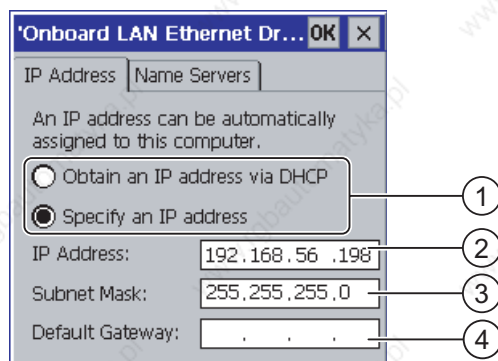 'Onboard LAN Ethernet Dr... OK ×
IP Address Name Servers
An IP address can be automatically
assigned to this computer.
Obtain an IP address via DHCP
Specify an IP address
1
IP Address: 192.168.56 .198
2
Subnet Mask: 255.255.255.0
3
Default Gateway: . . .
4